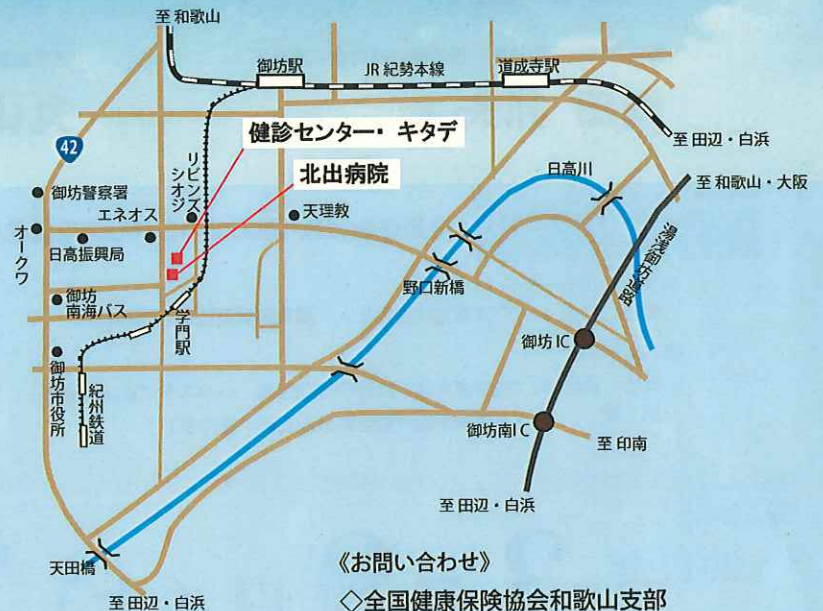 至 和歌山
御坊駅
JR 紀勢本線
道成寺駅
至 田辺・白浜
健診センター・ キタデ
42
リビンズシオジ
北出病院
日高川
至 和歌山・大阪
御坊警察署
エネオス
天理教
オークワ
日高振興局
湯浅御坊道路
野口新橋
御坊南海バス
学門駅
御坊 IC
御坊市役所
紀州鉄道
御坊南I C
至 印南
至 田辺・白浜
天田橋
至 田辺・白浜
《お問い合わせ》
◇全国健康保険協会和歌山支部